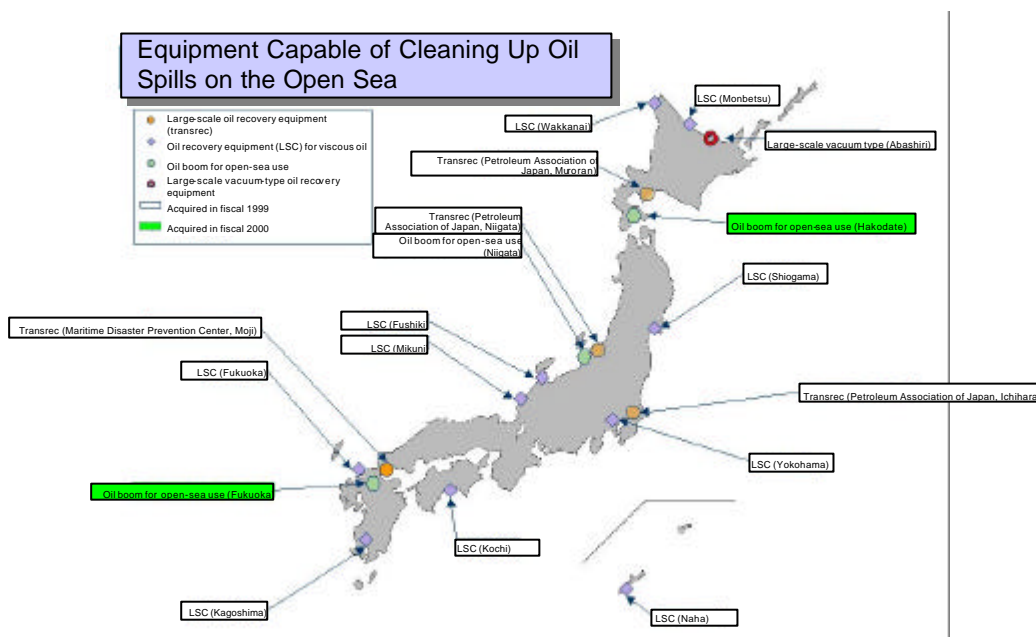 Equipment Capable of Cleaning Up Oil
Spills on the Open Sea
Large-scale oil recovery equipment
(transrec)
Oil recovery equipment (LSC) for viscous oil
Oil boom for open-sea use
Large-scale vacuum-type oil recovery
equipment
Acquired in fiscal 1999
Acquired in fiscal 2000
LSC (Monbetsu)
LSC (Wakkanai)
Large-scale vacuum type (Abashiri)
Transrec (Petroleum Association of
Japan, Muroran)
Transrec (Petroleum
Association of Japan, Niigata)
Oil boom for open-sea use
(Niigata)
Oil boom for open-sea use (Hakodate)
LSC (Shiogama)
LSC (Fushiki
LSC (Mikuni
Transrec (Maritime Disaster Prevention Center, Moji)
LSC (Fukuoka)
Transrec (Petroleum Association of Japan, Ichihara
LSC (Yokohama)
Oil boom for open-sea use (Fukuoka
LSC (Kochi)
LSC (Kagoshima)
LSC (Naha)